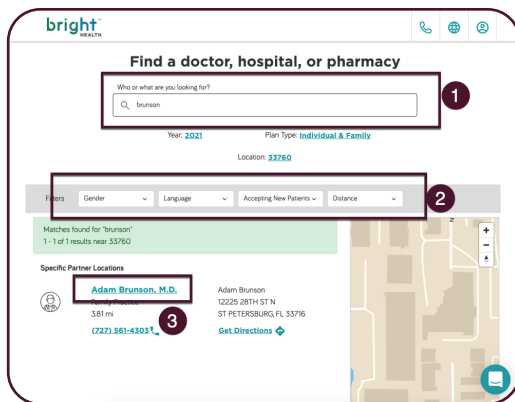 bright
HEALTH
Find a doctor, hospital, or pharmacy
Who or what are you looking for?
brunson
1
Year: 2021 Plan Type: Individual & Family
Location: 33760
Filters Gender Language Accepting New Patients Distance
2
Matches found for 'brunson'
1 - 1 of 1 results near 33760
Specific Partner Locations
Adam Brunson, M.D.
Family Practice
3.81 mi
(727) 561-4303
3
Adam Brunson
12225 28TH ST N
ST PETERSBURG, FL 33716
Get Directions
N
+
-